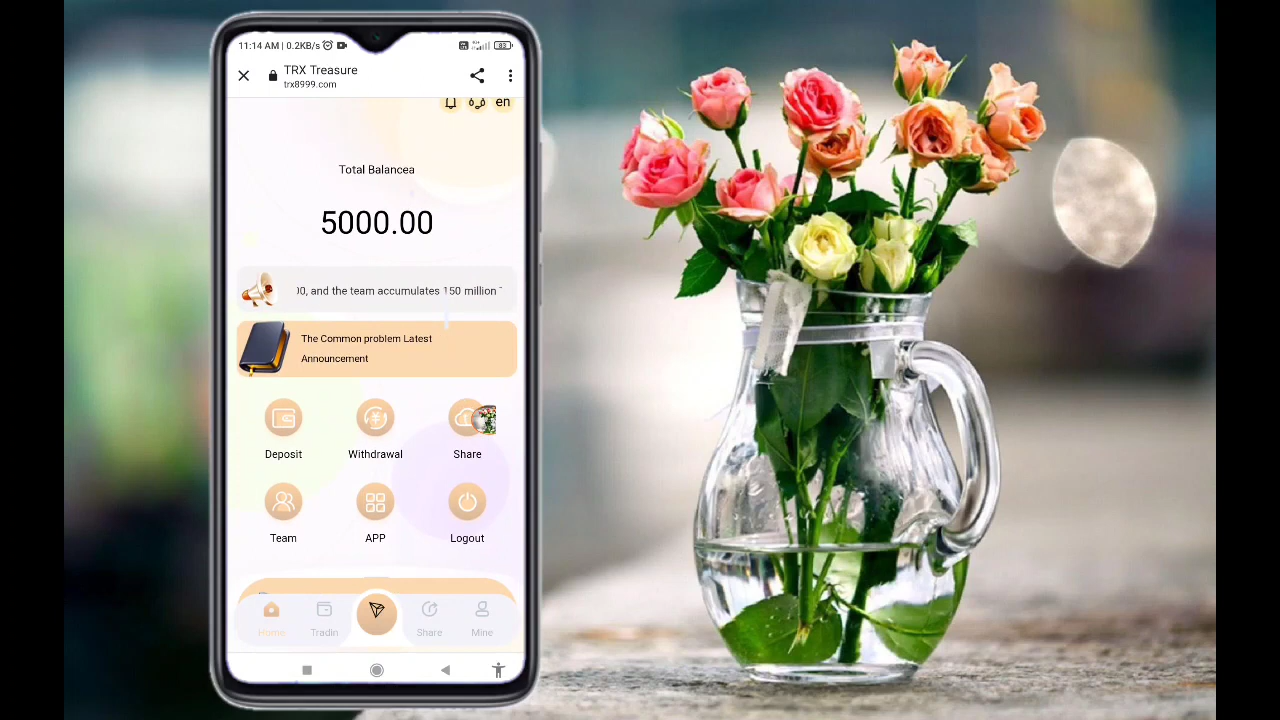 11:14 AM | 0.2KB/s
83
TRX Treasure
trx8999.com
en
Total Balancea
5000.00
0, and the team accumulates 150 million
The Common problem Latest
Announcement
Deposit
Withdrawal
Share
Team
APP
Logout
Home
Tradin
Share
Mine